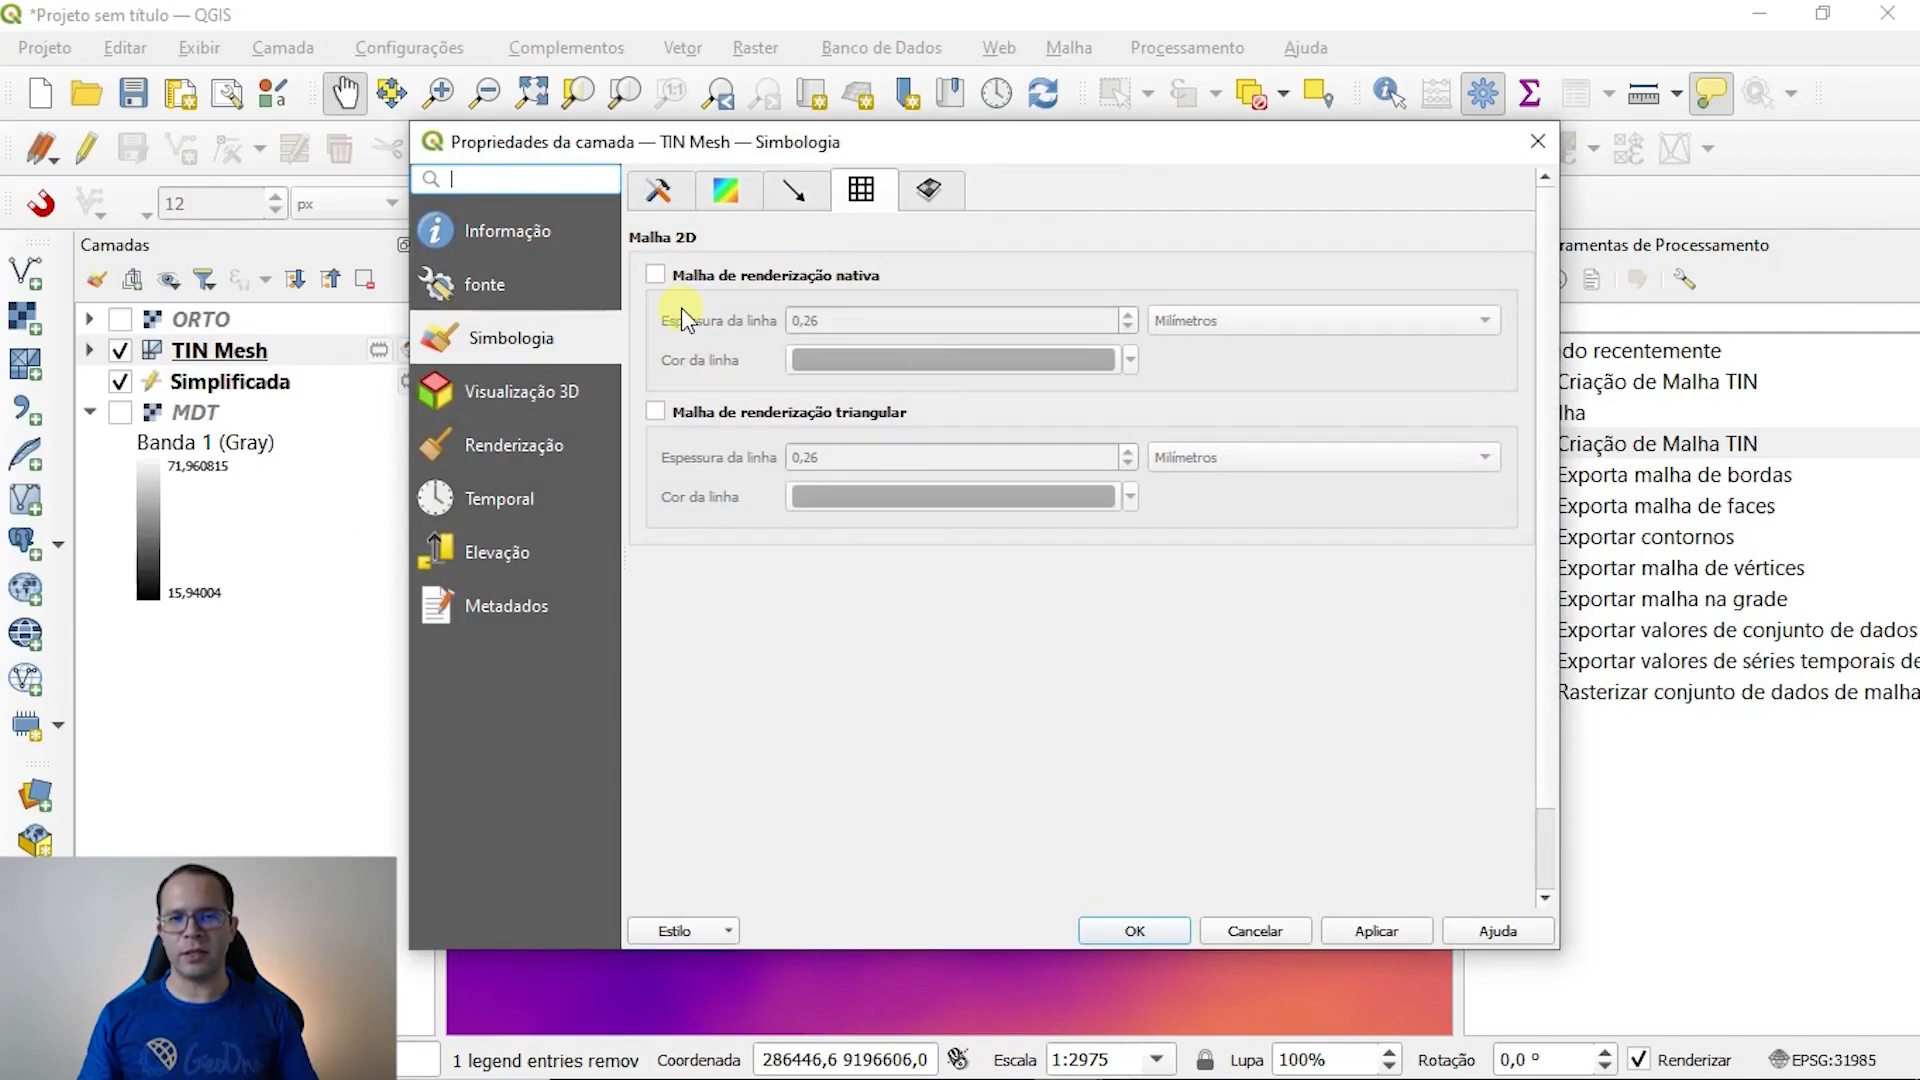 *Projeto sem título — QGIS
Projeto Editar Exibir Camada Configurações Complementos Vetor Raster Banco de Dados Web Malha Processamento Ajuda
1:1
a
12 px
Propriedades da camada — TIN Mesh — Simbologia
Camadas
ORTO
TIN Mesh
Simplificada
MDT
Banda 1 (Gray)
71,960815
15,94004
Informação
fonte
Simbologia
Visualização 3D
Renderização
Temporal
Elevação
Metadados
Malha 2D
Malha de renderização nativa
Espessura da linha 0,26 Milímetros
Cor da linha
Malha de renderização triangular
Espessura da linha 0,26 Milímetros
Cor da linha
Estilo OK Cancelar Aplicar Ajuda
ramentas de Processamento
do recentemente
Criação de Malha TIN
lha
Criação de Malha TIN
Exporta malha de bordas
Exporta malha de faces
Exportar contornos
Exportar malha de vértices
Exportar malha na grade
Exportar valores de conjunto de dados
Exportar valores de séries temporais de
Rasterizar conjunto de dados de malha
1 legend entries remov Coordenada 286446,6 9196606,0 Escala 1:2975 Lupa 100% Rotação 0,0 ° Renderizar EPSG:31985